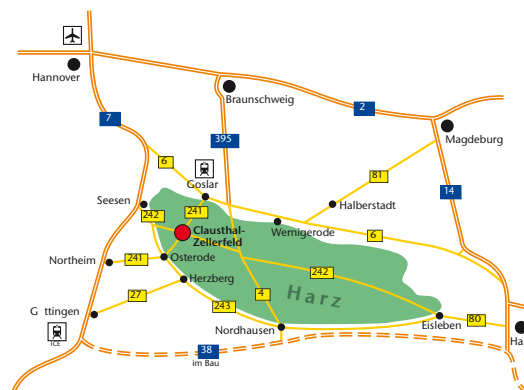 Hannover
Braunschweig
2
7
Magdeburg
395
6
81
Goslar
14
Seesen
242
241
Halberstadt
Clausthal-
Zellerfeld
Wernigerode
6
241
Osterode
Northeim
242
Herzberg
27
4
Harz
243
G ttingen
Nordhausen
Eisleben
80
ICE
38
im Bau
Ha